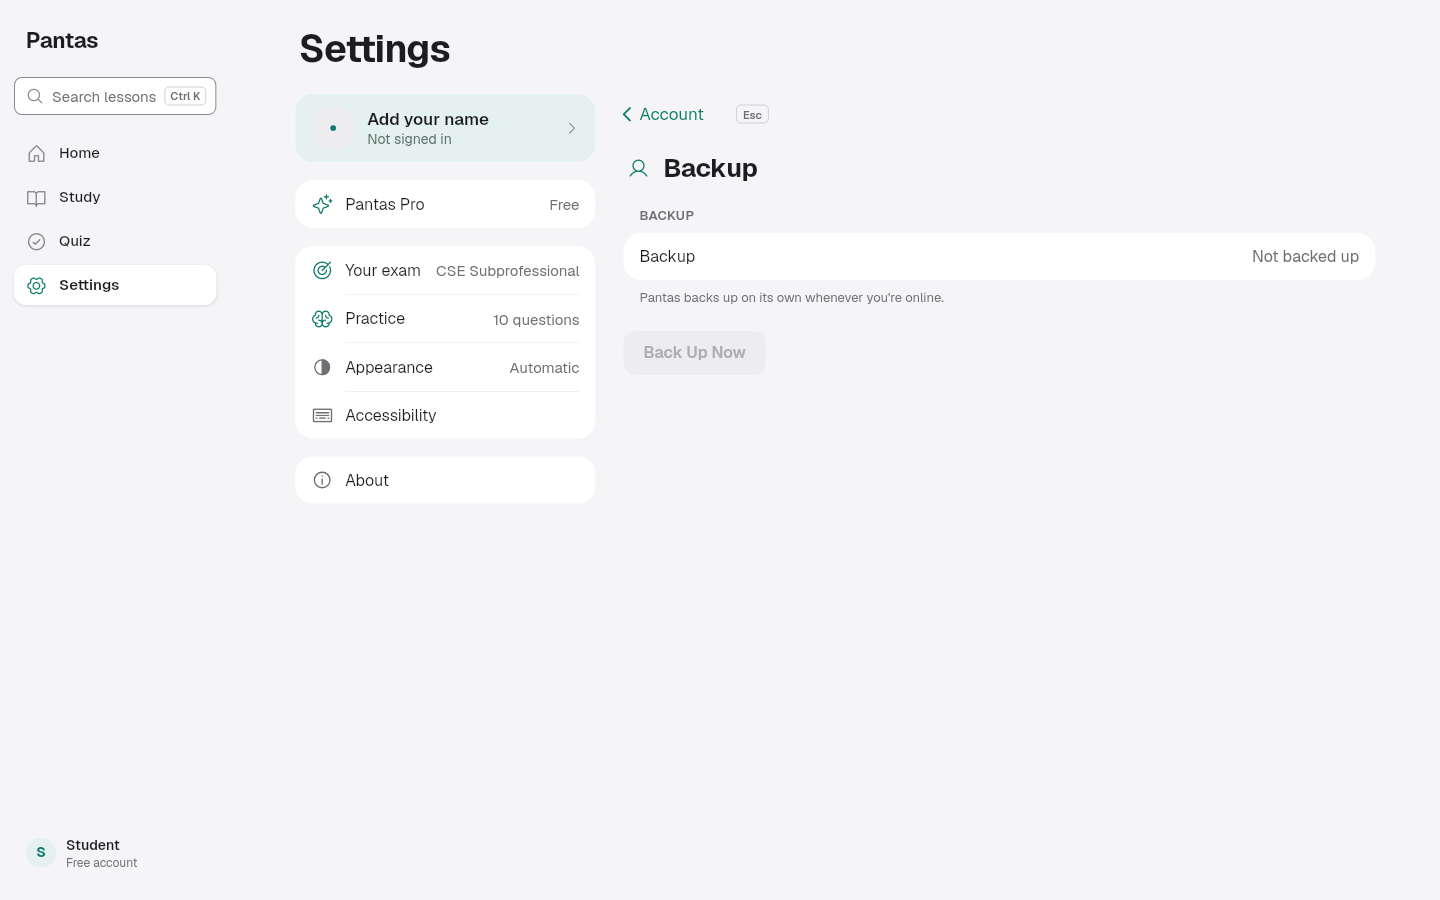 Pantas
Search lessons
Ctrl K
Home
Study
Quiz
Settings
Student
Free account
S
Settings
Add your name
Not signed in
Pantas Pro
Free
Your exam
CSE Subprofessional
Practice
10 questions
Appearance
Automatic
Accessibility
About
Account
Esc
Backup
BACKUP
Backup
Not backed up
Pantas backs up on its own whenever you're online.
Back Up Now